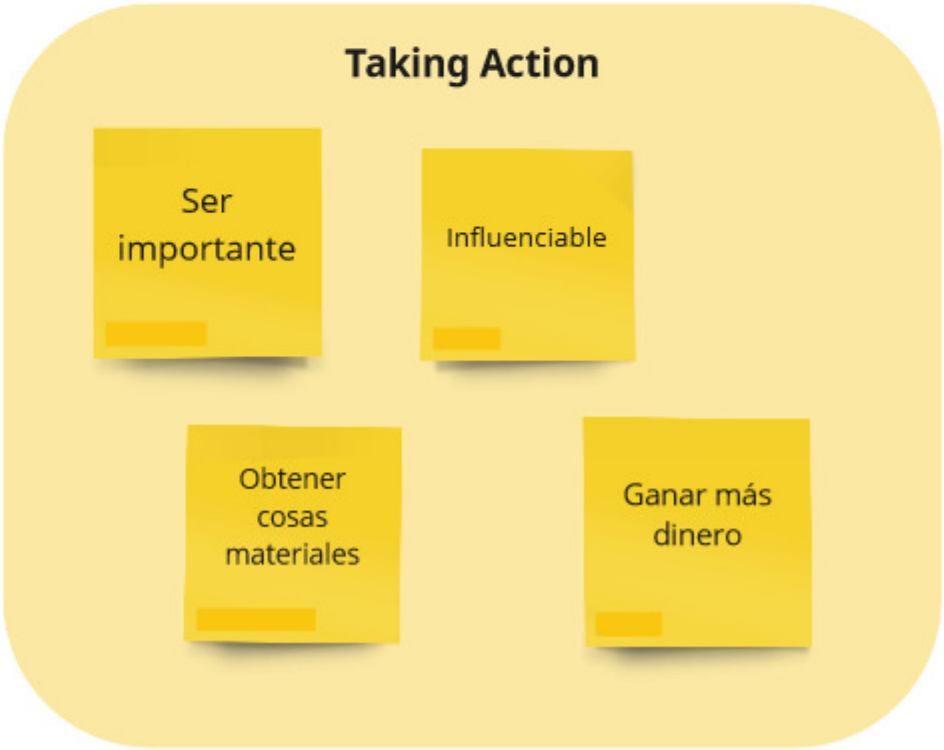 Taking Action
Ser
importante
Influenciable
Obtener
cosas
materiales
Ganar más
dinero